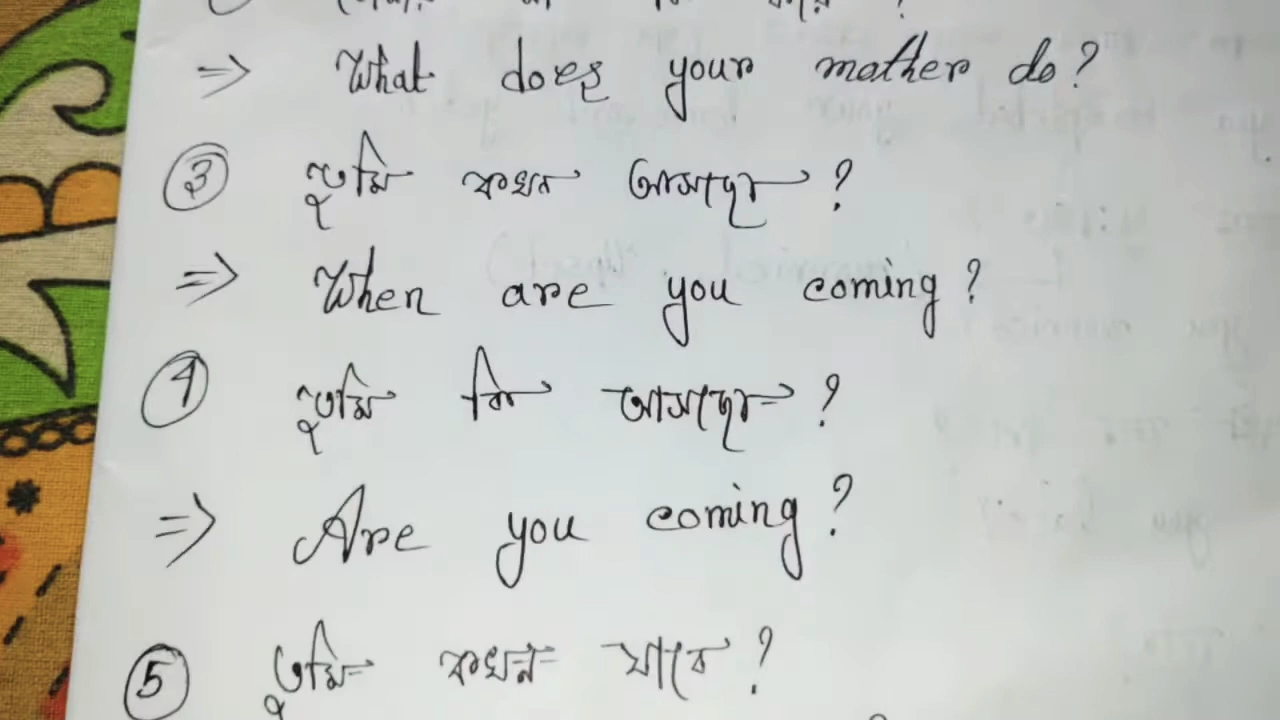 => What does your mother do?
③ তুমি কখন আসছো ?
=> When are you coming ?
④ তুমি কি আসছো ?
=> Are you coming ?
⑤ তুমি কখন যাবে ?